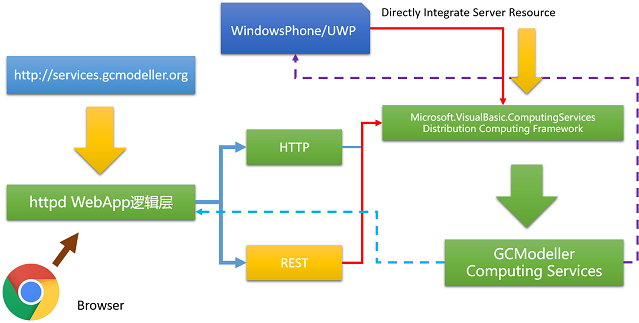 Directly Integrate Server Resource
WindowsPhone/UWP
http://services.gcmodeller.org
Microsoft.VisualBasic.ComputingServices
Distribution Computing Framework
HTTP
httpd WebApp逻辑层
REST
GCModeller
Computing Services
Browser